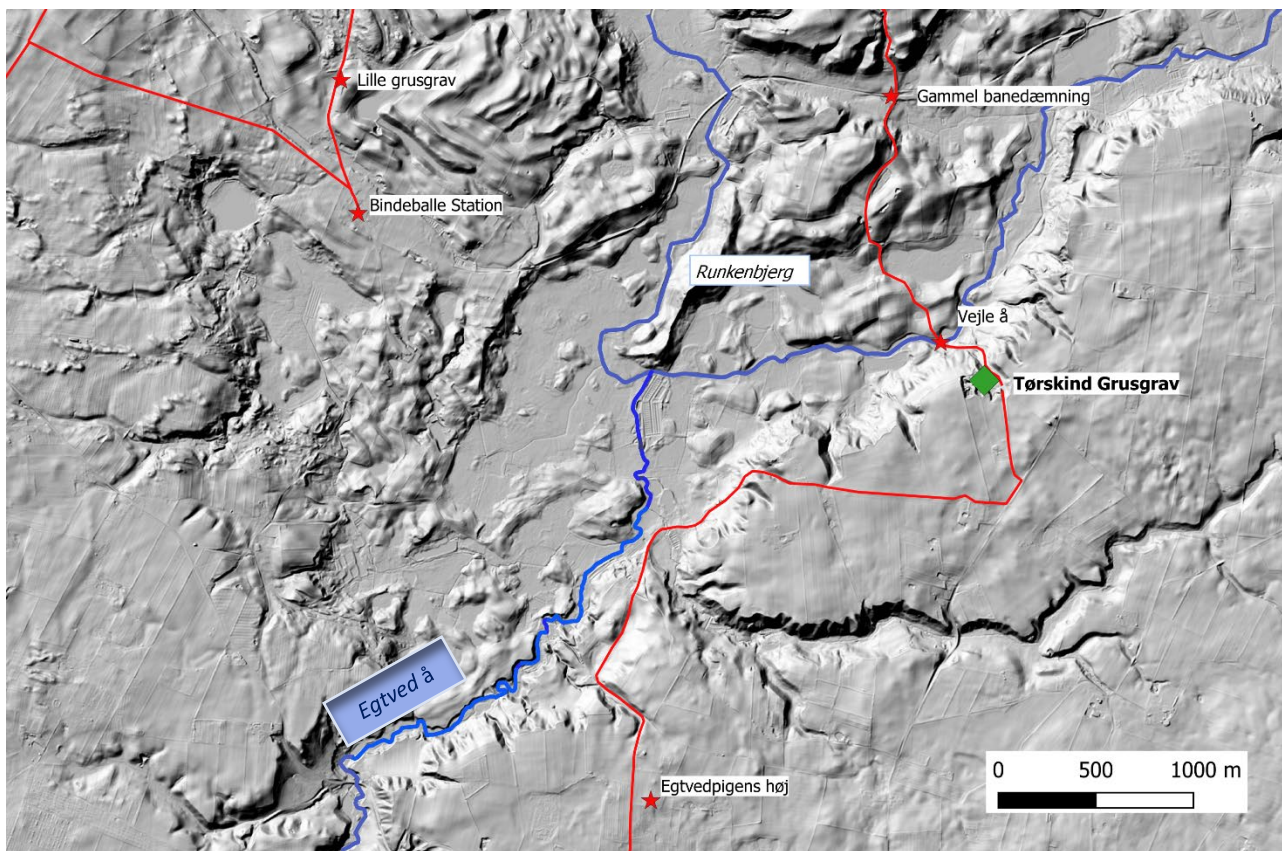 Lille grusgrav
Gammel banedæmning
Bindeballe Station
Runkenbjerg
Vejle å
Tørskind Grusgrav
Egtved å
Egtvedpigens høj
0 500 1000 m